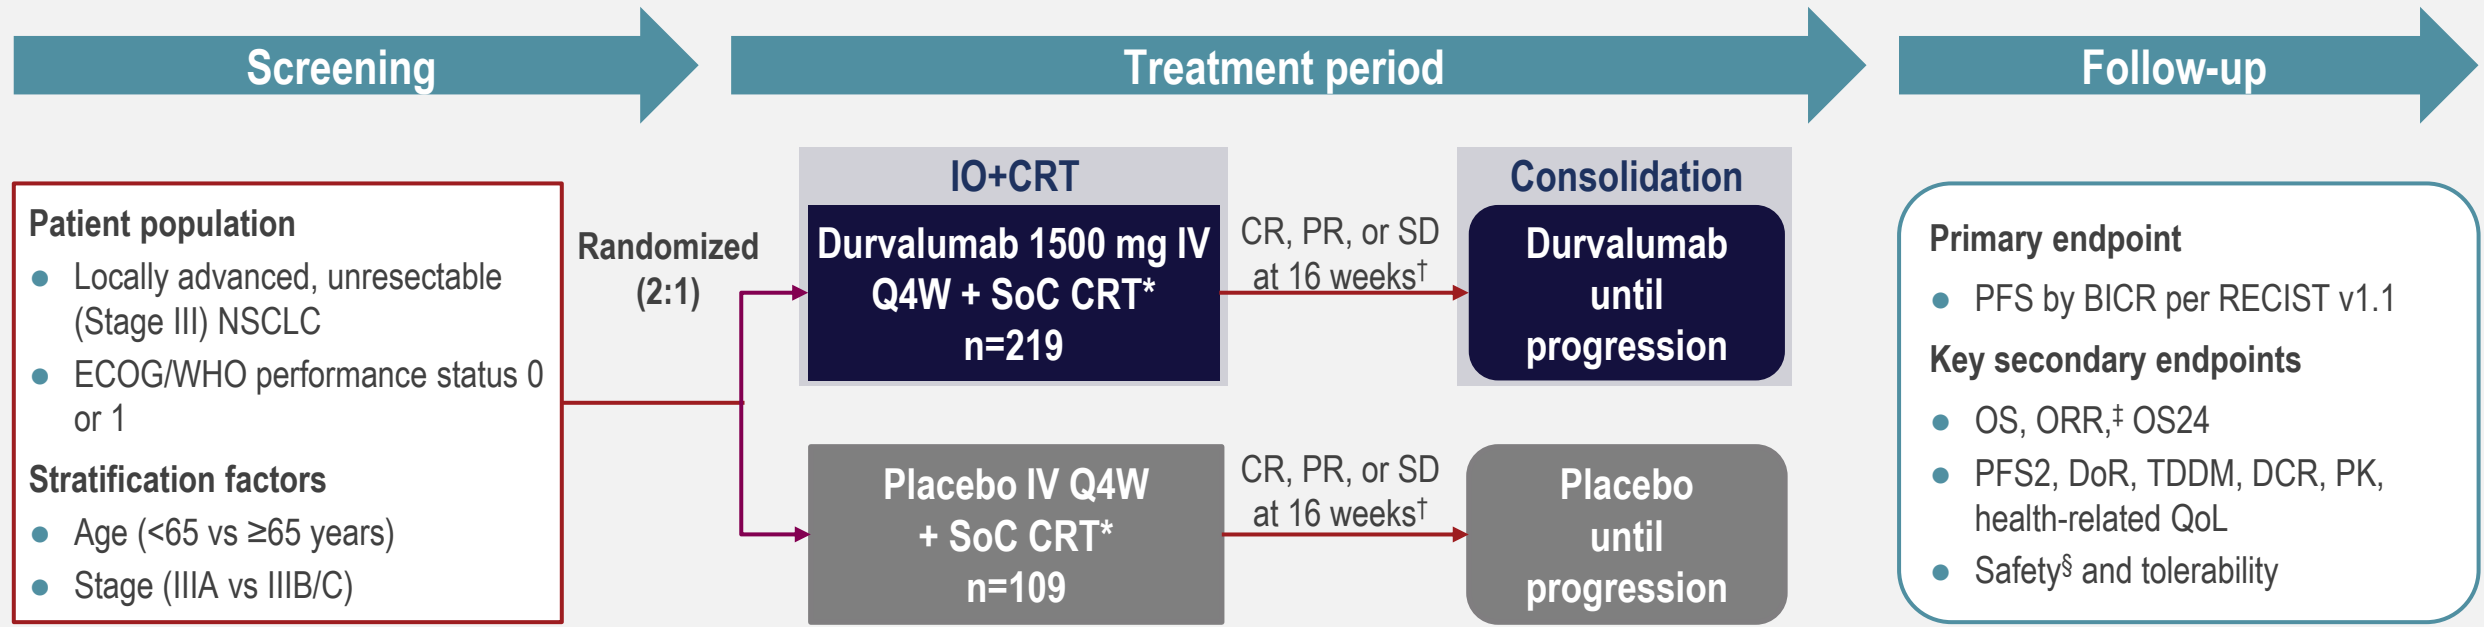 Screening
Treatment period
Follow-up
Patient population
● Locally advanced, unresectable
(Stage III) NSCLC
● ECOG/WHO performance status 0
or 1
Stratification factors
● Age (<65 vs ≥65 years)
● Stage (IIIA vs IIIB/C)
Randomized
(2:1)
IO+CRT
Durvalumab 1500 mg IV
Q4W + SoC CRT*
n=219
CR, PR, or SD
at 16 weeks†
Consolidation
Durvalumab
until
progression
Placebo IV Q4W
+ SoC CRT*
n=109
CR, PR, or SD
at 16 weeks†
Placebo
until
progression
Primary endpoint
● PFS by BICR per RECIST v1.1
Key secondary endpoints
● OS, ORR,‡ OS24
● PFS2, DoR, TDDM, DCR, PK,
health-related QoL
● Safety§ and tolerability